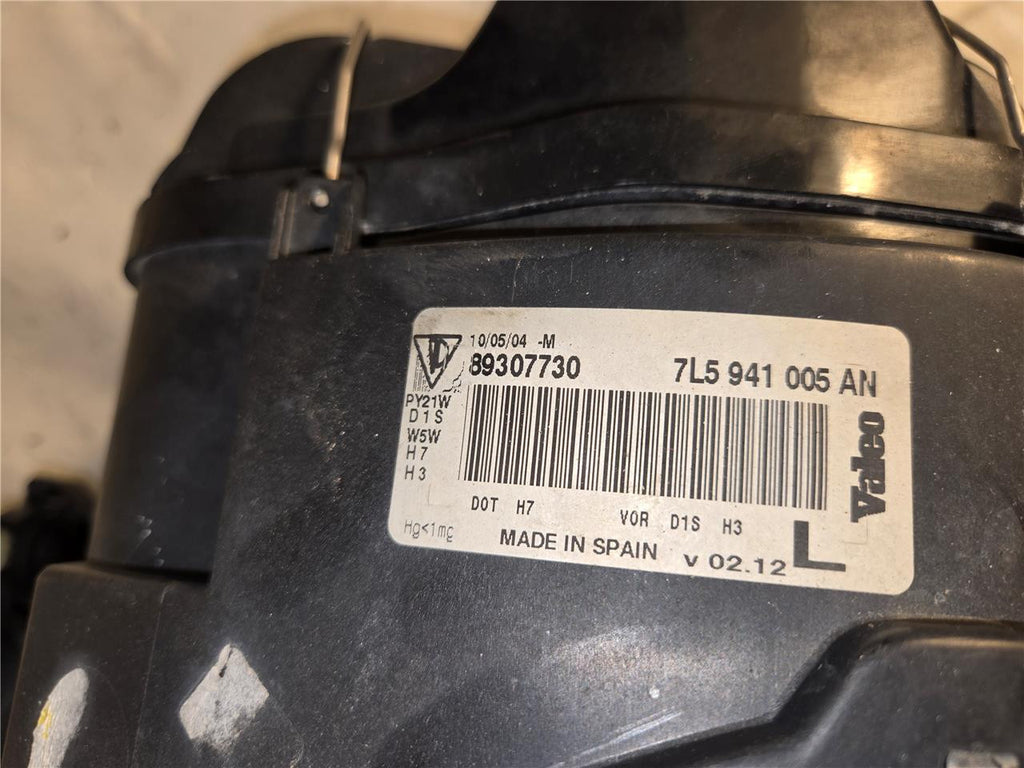 10/05/04 -M
89307730 7L5 941 005 AN
PY21W
D1S
W5W
H7
H3
Valeo
DOT H7 VOR D1S H3
Hg<1mg
MADE IN SPAIN v 02.12 L